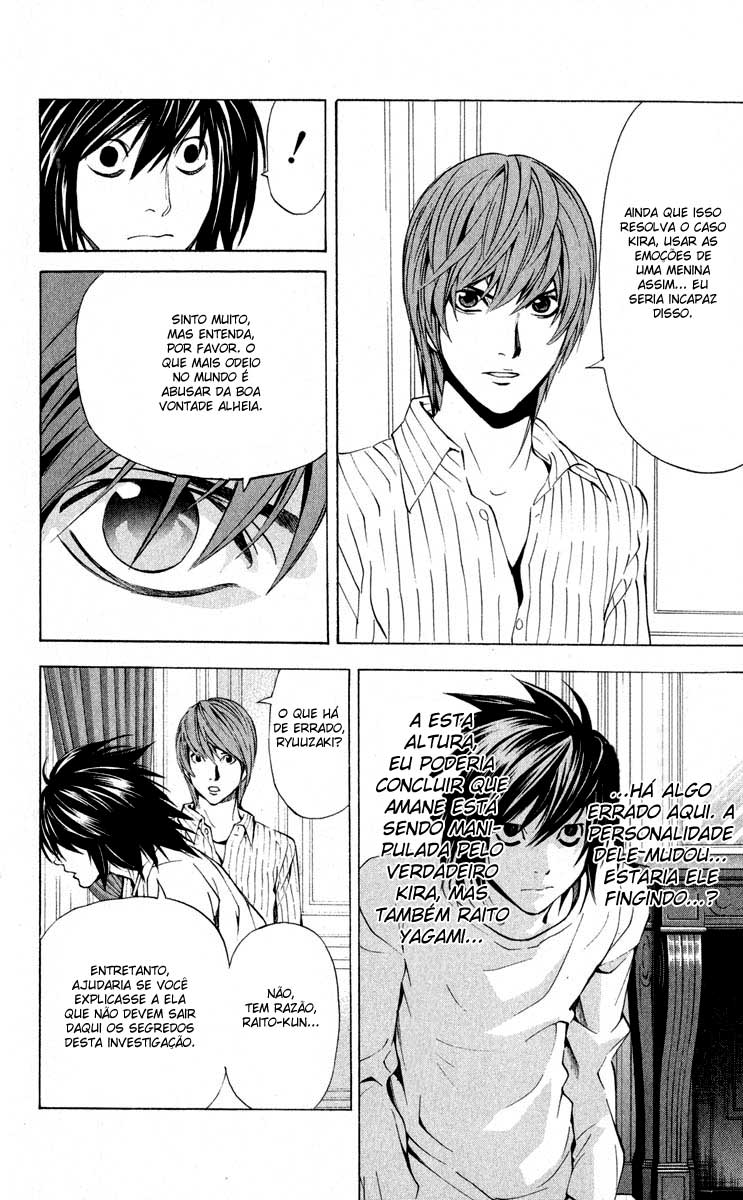 AINDA QUE ISSO
RESOLVA O CASO
KIRA, USAR AS
EMOÇÕES DE
UMA MENINA
ASSIM... EU
SERIA INCAPAZ
DISSO.
!
SINTO MUITO,
MAS ENTENDA,
POR FAVOR. O
QUE MAIS ODEIO
NO MUNDO É
ABUSAR DA BOA
VONTADE ALHEIA.
...HÁ ALGO
ERRADO AQUI. A
PERSONALIDADE
DELE MUDOU...
ESTARIA ELE
FINGINDO...?
A ESTA
ALTURA,
EU PODERIA
CONCLUIR QUE
AMANE ESTÁ
SENDO MANI-
PULADA PELO
VERDADEIRO
KIRA, MAS
TAMBÉM RAITO
YAGAMI...
O QUE HÁ
DE ERRADO,
RYUUZAKI?
NÃO,
TEM RAZÃO,
RAITO-KUN...
ENTRETANTO,
AJUDARIA SE VOCÊ
EXPLICASSE A ELA
QUE NÃO DEVEM SAIR
DAQUI OS SEGREDOS
DESTA INVESTIGAÇÃO.